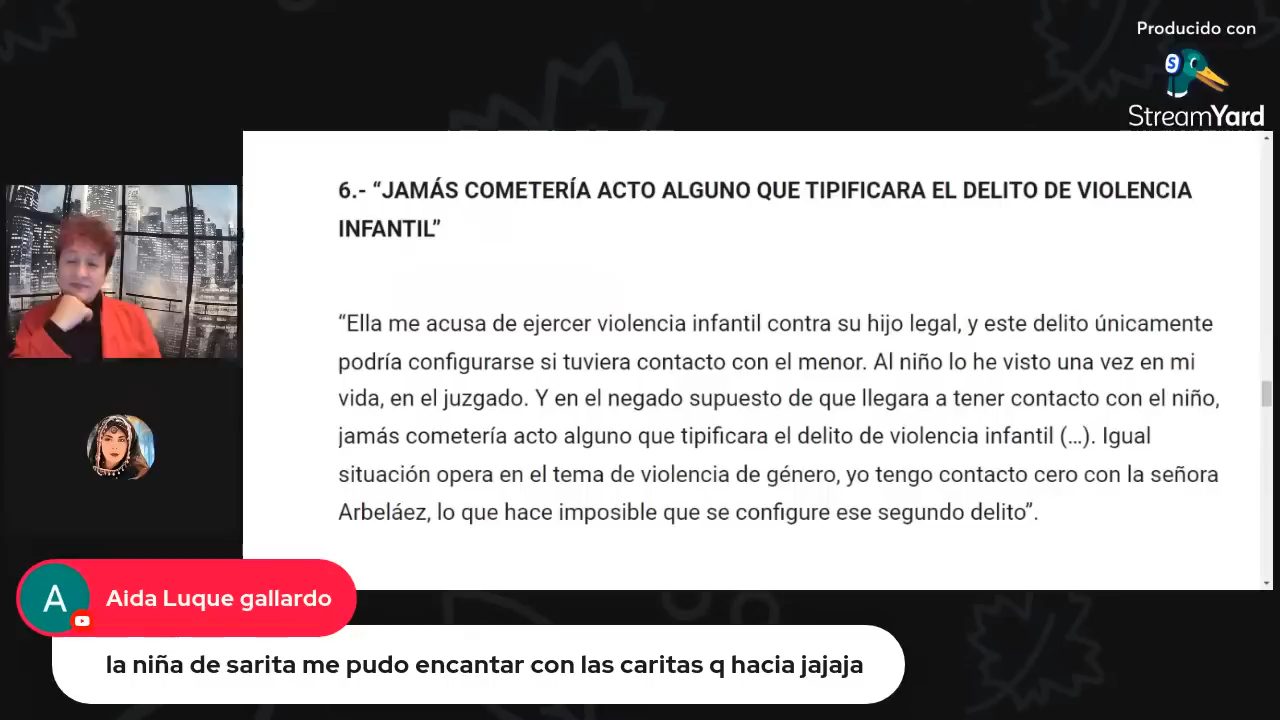 Producido con
StreamYard
6.- “JAMÁS COMETERÍA ACTO ALGUNO QUE TIPIFICARA EL DELITO DE VIOLENCIA
INFANTIL”
“Ella me acusa de ejercer violencia infantil contra su hijo legal, y este delito únicamente
podría configurarse si tuviera contacto con el menor. Al niño lo he visto una vez en mi
vida, en el juzgado. Y en el negado supuesto de que llegara a tener contacto con el niño,
jamás cometería acto alguno que tipificara el delito de violencia infantil (...). Igual
situación opera en el tema de violencia de género, yo tengo contacto cero con la señora
Arbeláez, lo que hace imposible que se configure ese segundo delito”.
A
Aida Luque gallardo
la niña de sarita me pudo encantar con las caritas q hacia jajaja